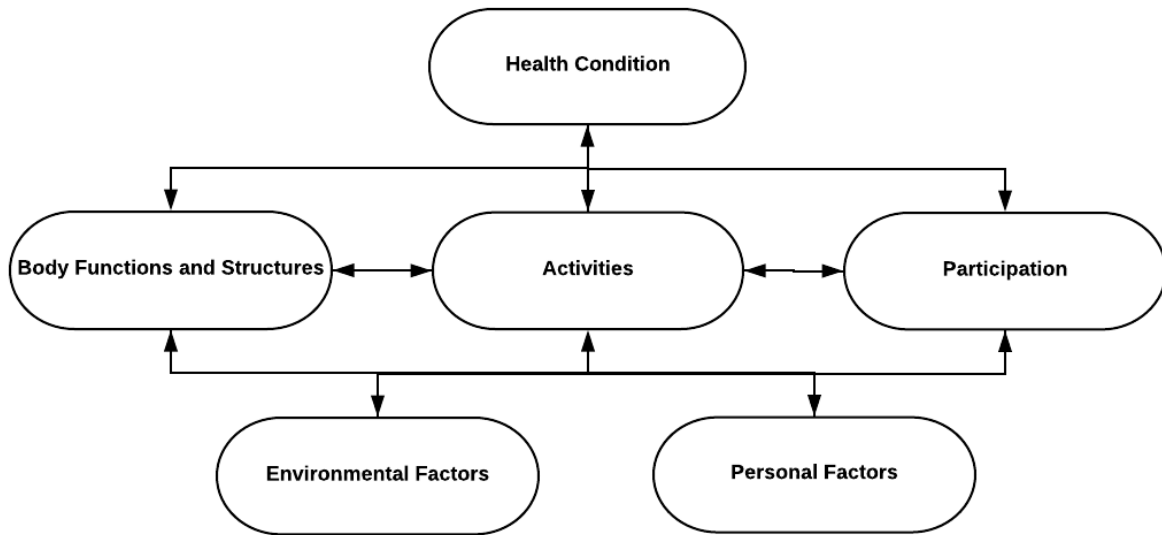 Health Condition
Body Functions and Structures
Activities
Participation
Environmental Factors
Personal Factors